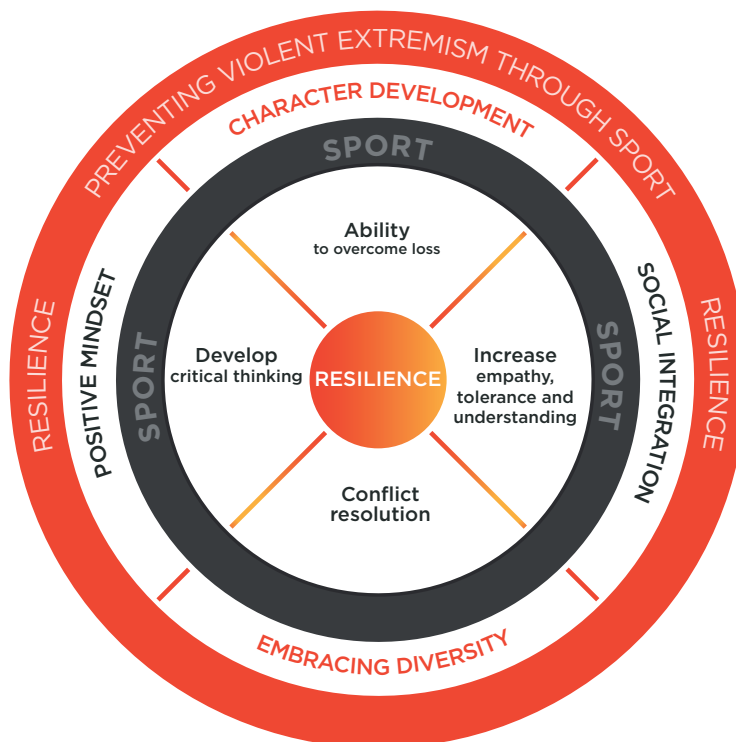 PREVENTING VIOLENT EXTREMISM THROUGH SPORT
CHARACTER DEVELOPMENT
SPORT
Ability
to overcome loss
RESILIENCE
POSITIVE MINDSET
SPORT
Develop
critical thinking
RESILIENCE
Increase
empathy,
tolerance and
understanding
SPORT
SOCIAL INTEGRATION
RESILIENCE
Conflict
resolution
EMBRACING DIVERSITY